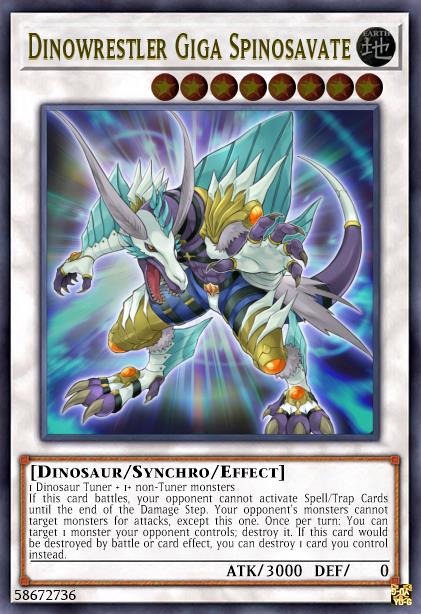 Dinowrestler Giga Spinosavate
EARTH
地
[Dinosaur/Synchro/Effect]
1 Dinosaur Tuner + 1+ non-Tuner monsters
If this card battles, your opponent cannot activate Spell/Trap Cards
until the end of the Damage Step. Your opponent's monsters cannot
target monsters for attacks, except this one. Once per turn: You can
target 1 monster your opponent controls; destroy it. If this card would
be destroyed by battle or card effect, you can destroy 1 card you control
instead.
ATK/3000 DEF/ 0
58672736